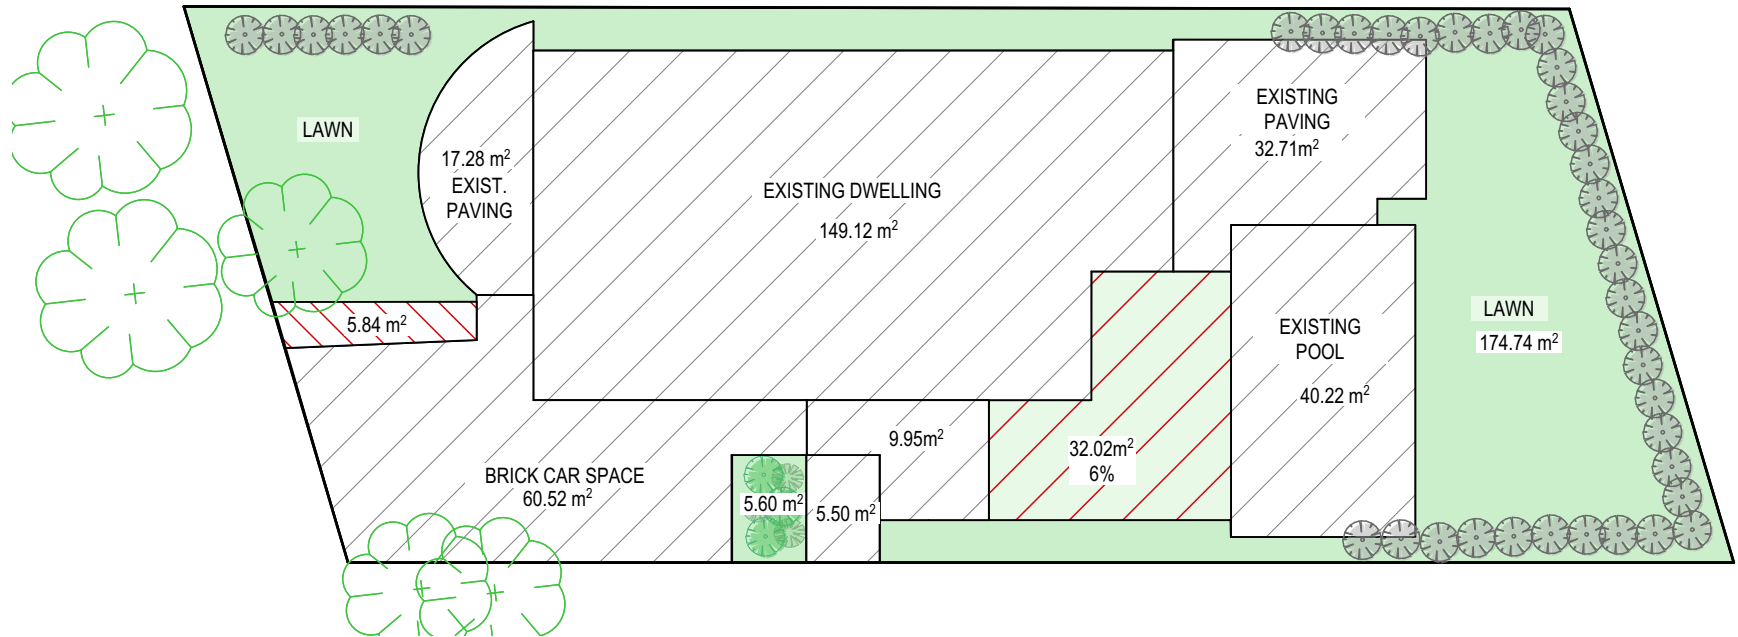 LAWN
17.28 m²
EXIST.
PAVING
EXISTING DWELLING
149.12 m²
EXISTING
PAVING
32.71m²
5.84 m²
EXISTING
POOL
40.22 m²
LAWN
174.74 m²
BRICK CAR SPACE
60.52 m²
5.60 m²
5.50 m²
9.95m²
32.02m²
6%